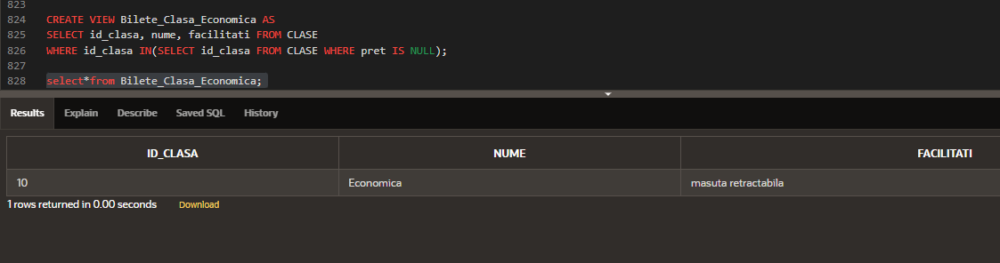 823
824 CREATE VIEW Bilete_Clasa_Economica AS
825 SELECT id_clasa, nume, facilitati FROM CLASE
826 WHERE id_clasa IN(SELECT id_clasa FROM CLASE WHERE pret IS NULL);
827
828 select*from Bilete_Clasa_Economica;
Results Explain Describe Saved SQL History
ID_CLASA NUME FACILITATI
10 Economica masuta retractabila
1 rows returned in 0.00 seconds Download